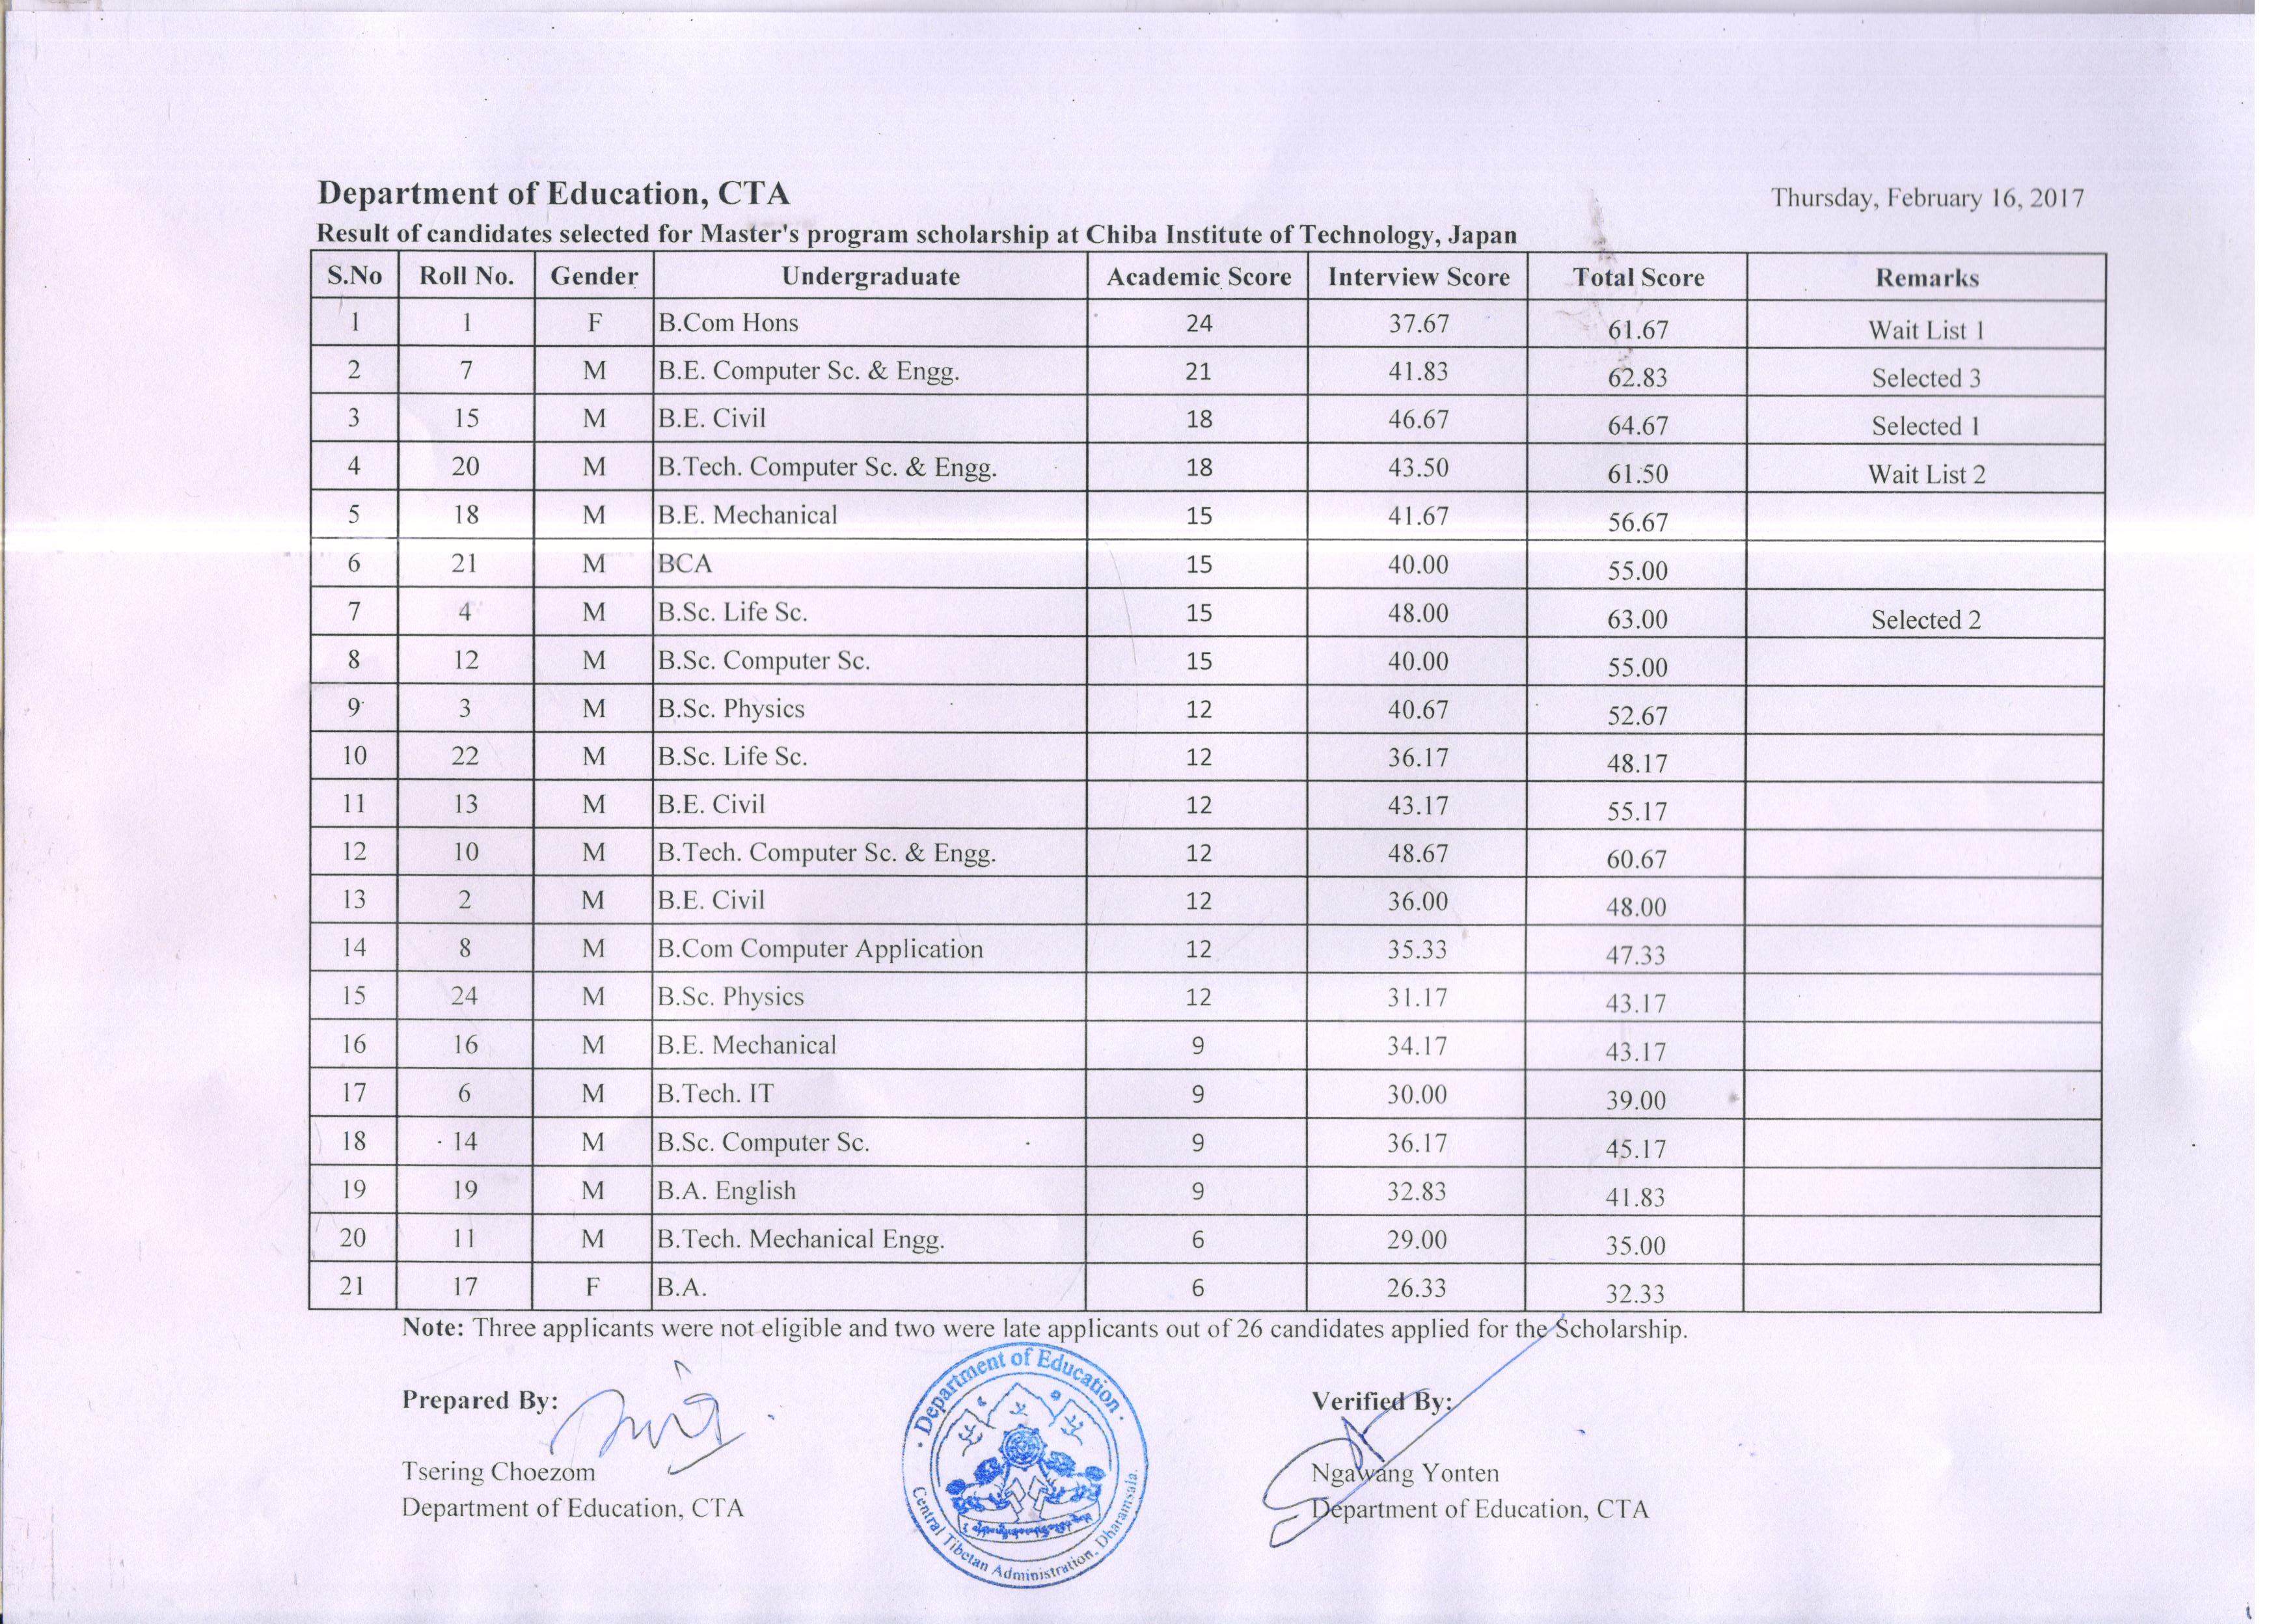 Department of Education, CTA
Thursday, February 16, 2017
Result of candidates selected for Master's program scholarship at Chiba Institute of Technology, Japan
S.No Roll No. Gender Undergraduate Academic Score Interview Score Total Score Remarks
1 1 F B.Com Hons 24 37.67 61.67 Wait List 1
2 7 M B.E. Computer Sc. & Engg. 21 41.83 62.83 Selected 3
3 15 M B.E. Civil 18 46.67 64.67 Selected 1
4 20 M B.Tech. Computer Sc. & Engg. 18 43.50 61.50 Wait List 2
5 18 M B.E. Mechanical 15 41.67 56.67
6 21 M BCA 15 40.00 55.00
7 4 M B.Sc. Life Sc. 15 48.00 63.00 Selected 2
8 12 M B.Sc. Computer Sc. 15 40.00 55.00
9 3 M B.Sc. Physics 12 40.67 52.67
10 22 M B.Sc. Life Sc. 12 36.17 48.17
11 13 M B.E. Civil 12 43.17 55.17
12 10 M B.Tech. Computer Sc. & Engg. 12 48.67 60.67
13 2 M B.E. Civil 12 36.00 48.00
14 8 M B.Com Computer Application 12 35.33 47.33
15 24 M B.Sc. Physics 12 31.17 43.17
16 16 M B.E. Mechanical 9 34.17 43.17
17 6 M B.Tech. IT 9 30.00 39.00
18 14 M B.Sc. Computer Sc. 9 36.17 45.17
19 19 M B.A. English 9 32.83 41.83
20 11 M B.Tech. Mechanical Engg. 6 29.00 35.00
21 17 F B.A. 6 26.33 32.33
Note: Three applicants were not eligible and two were late applicants out of 26 candidates applied for the Scholarship.
Prepared By:
Tsering Choezom
Department of Education, CTA
Department of Education
Central Tibetan Administration, Dharamsala.
Verified By:
Ngawang Yonten
Department of Education, CTA